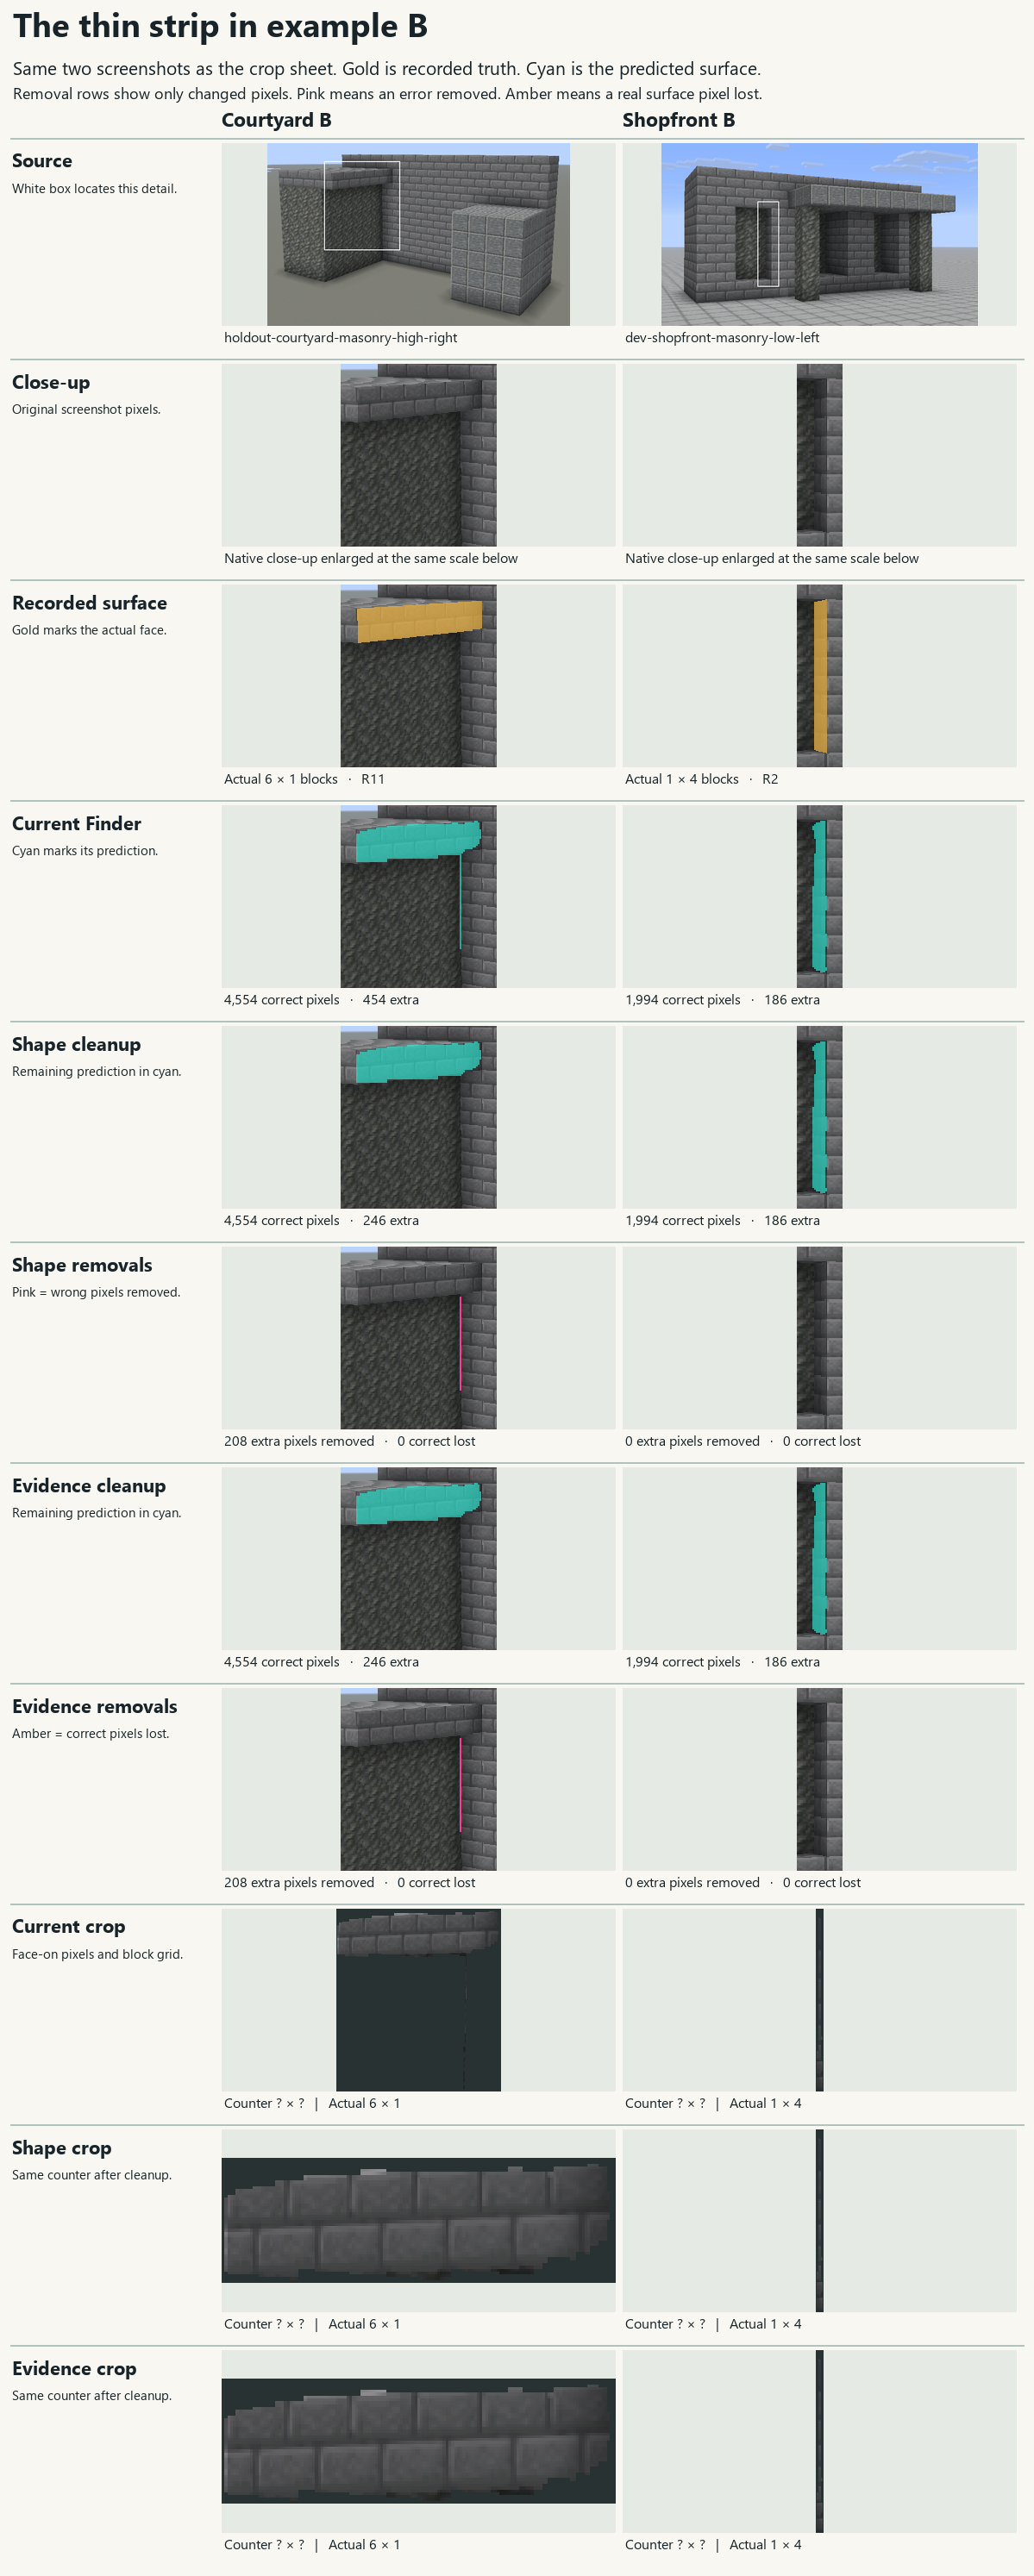 The thin strip in example B
Same two screenshots as the crop sheet. Gold is recorded truth. Cyan is the predicted surface.
Removal rows show only changed pixels. Pink means an error removed. Amber means a real surface pixel lost.
Courtyard B
Shopfront B
Source
White box locates this detail.
holdout-courtyard-masonry-high-right
dev-shopfront-masonry-low-left
Close-up
Original screenshot pixels.
Native close-up enlarged at the same scale below
Native close-up enlarged at the same scale below
Recorded surface
Gold marks the actual face.
Actual 6 × 1 blocks · R11
Actual 1 × 4 blocks · R2
Current Finder
Cyan marks its prediction.
4,554 correct pixels · 454 extra
1,994 correct pixels · 186 extra
Shape cleanup
Remaining prediction in cyan.
4,554 correct pixels · 246 extra
1,994 correct pixels · 186 extra
Shape removals
Pink = wrong pixels removed.
208 extra pixels removed · 0 correct lost
0 extra pixels removed · 0 correct lost
Evidence cleanup
Remaining prediction in cyan.
4,554 correct pixels · 246 extra
1,994 correct pixels · 186 extra
Evidence removals
Amber = correct pixels lost.
208 extra pixels removed · 0 correct lost
0 extra pixels removed · 0 correct lost
Current crop
Face-on pixels and block grid.
Counter ? × ? | Actual 6 × 1
Counter ? × ? | Actual 1 × 4
Shape crop
Same counter after cleanup.
Counter ? × ? | Actual 6 × 1
Counter ? × ? | Actual 1 × 4
Evidence crop
Same counter after cleanup.
Counter ? × ? | Actual 6 × 1
Counter ? × ? | Actual 1 × 4